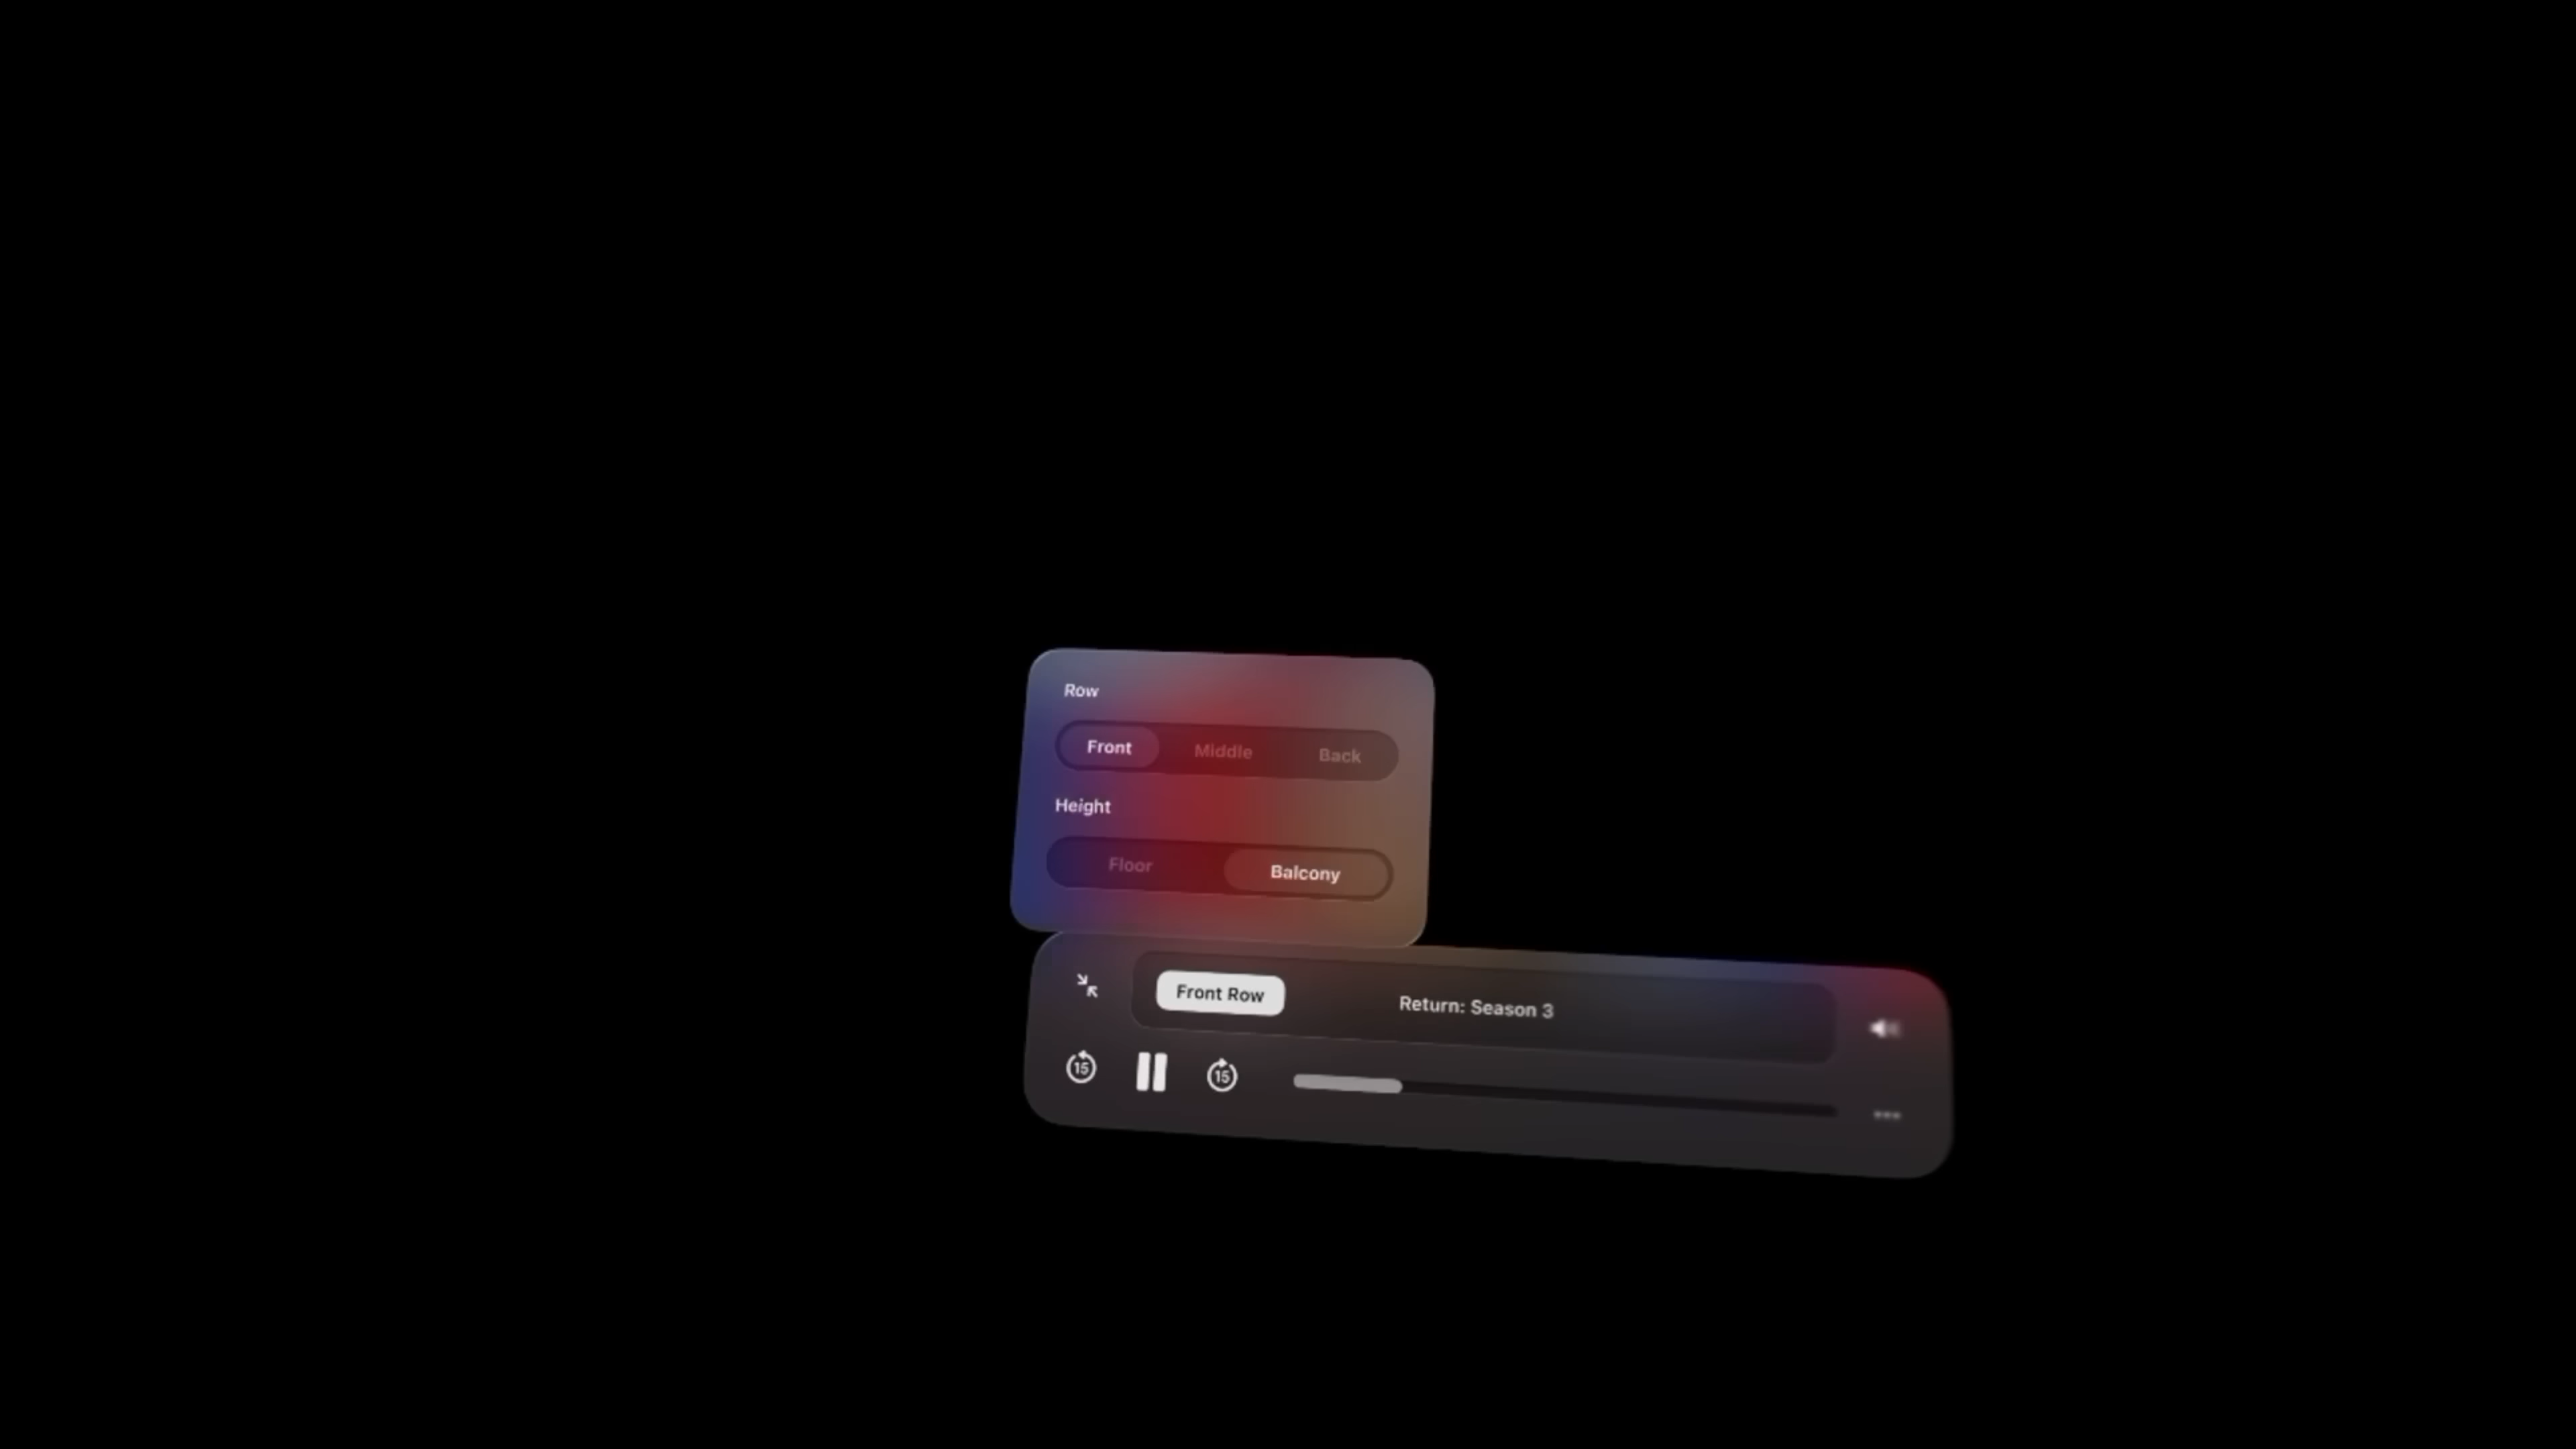 Row
Front Middle Back
Height
Floor Balcony
Front Row
Return: Season 3
15 15